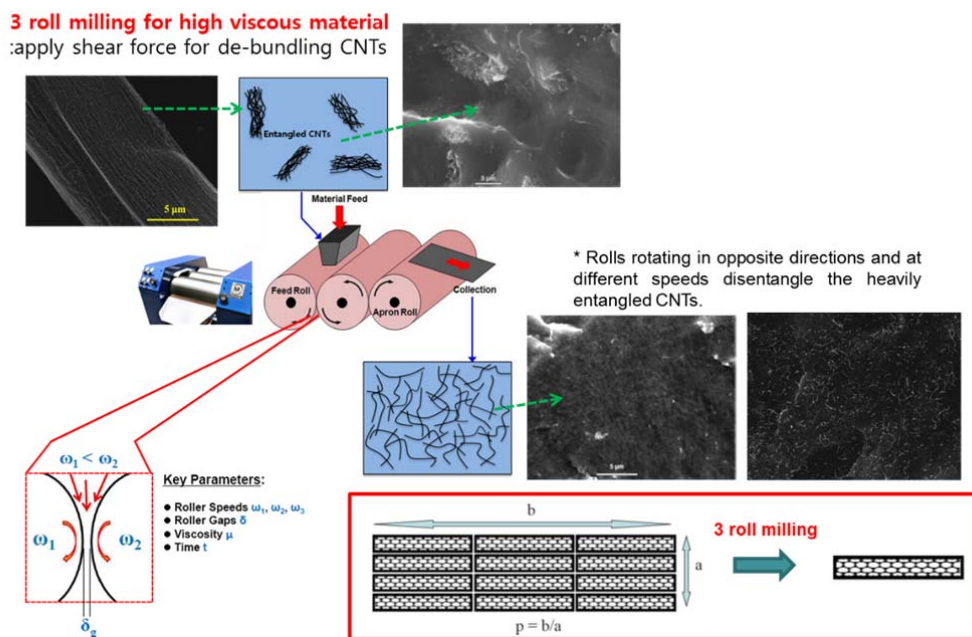 3 roll milling for high viscous material
:apply shear force for de-bundling CNTs
5 μm
Entangled CNTs
5 μm
Material Feed
Feed Roll
Apron Roll
Collection
* Rolls rotating in opposite directions and at
different speeds disentangle the heavily
entangled CNTs.
5 μm
ω₁ < ω₂
ω₁
ω₂
δg
Key Parameters:
● Roller Speeds ω₁, ω₂, ω₃
● Roller Gaps δ
● Viscosity μ
● Time t
b
a
p = b/a
3 roll milling